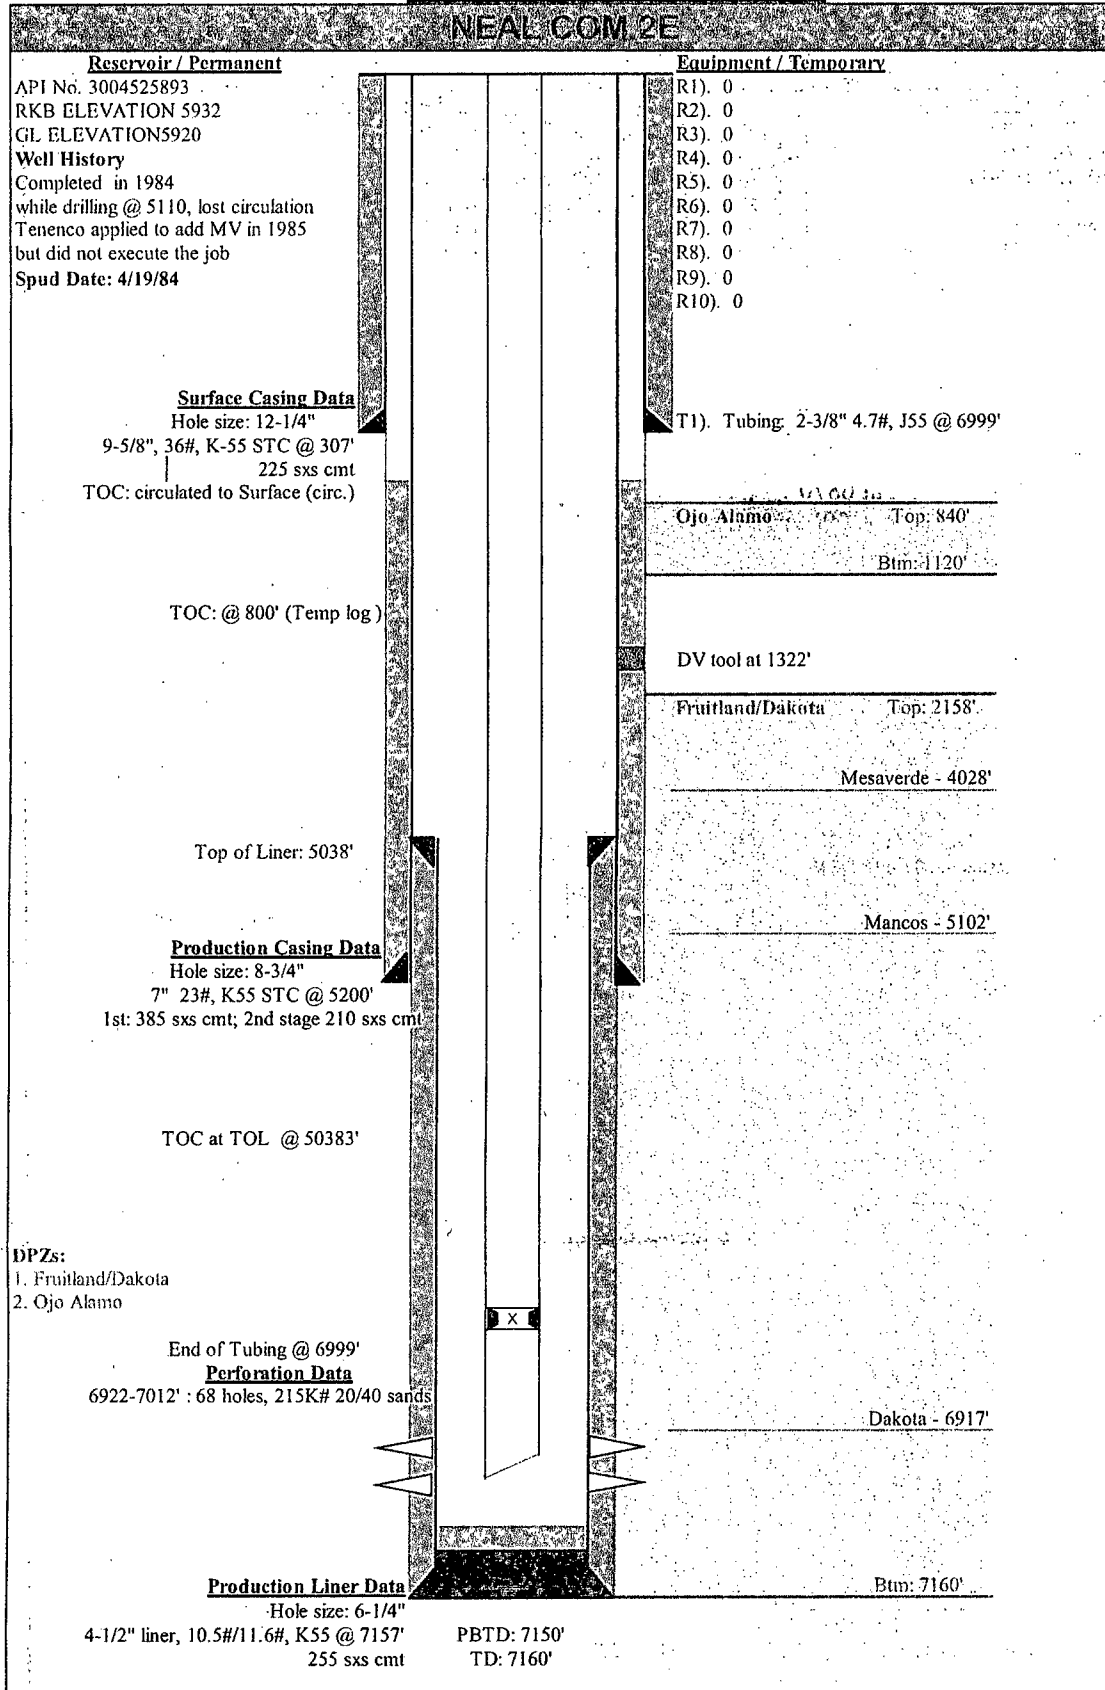 NEAL COM 2E
Reservoir / Permanent
API No. 3004525893
RKB ELEVATION 5932
GL ELEVATION5920
Well History
Completed in 1984
while drilling @ 5110, lost circulation
Tenenco applied to add MV in 1985
but did not execute the job
Spud Date: 4/19/84
Equipment / Temporary
R1). 0
R2). 0
R3). 0
R4). 0
R5). 0
R6). 0
R7). 0
R8). 0
R9). 0
R10). 0
Surface Casing Data
Hole size: 12-1/4"
9-5/8", 36#, K-55 STC @ 307'
225 sxs cmt
TOC: circulated to Surface (circ.)
T1). Tubing: 2-3/8" 4.7#, J55 @ 6999'
Ojo Alamo Top: 840'
Btm: 1120'
TOC: @ 800' (Temp log )
DV tool at 1322'
Fruitland/Dakota Top: 2158'
Mesaverde - 4028'
Top of Liner: 5038'
Mancos - 5102'
Production Casing Data
Hole size: 8-3/4"
7" 23#, K55 STC @ 5200'
1st: 385 sxs cmt; 2nd stage 210 sxs cmt
TOC at TOL @ 50383'
DPZs:
1. Fruitland/Dakota
2. Ojo Alamo
X
End of Tubing @ 6999'
Perforation Data
6922-7012' : 68 holes, 215K# 20/40 sands
Dakota - 6917'
Btm: 7160'
Production Liner Data
Hole size: 6-1/4"
4-1/2" liner, 10.5#/11.6#, K55 @ 7157'
255 sxs cmt
PBTD: 7150'
TD: 7160'